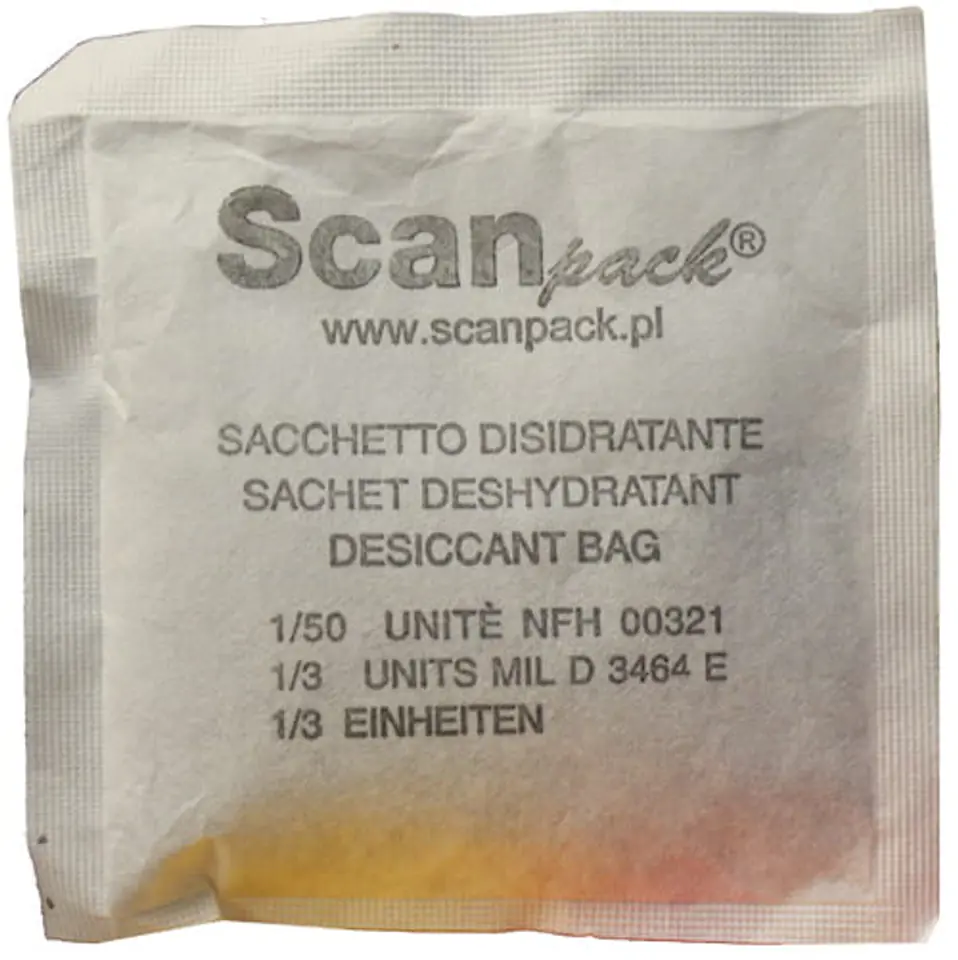 Scanpack®
www.scanpack.pl
SACCHETTO DISIDRATANTE
SACHET DESHYDRATANT
DESICCANT BAG
1/50 UNITÈ NFH 00321
1/3 UNITS MIL D 3464 E
1/3 EINHEITEN